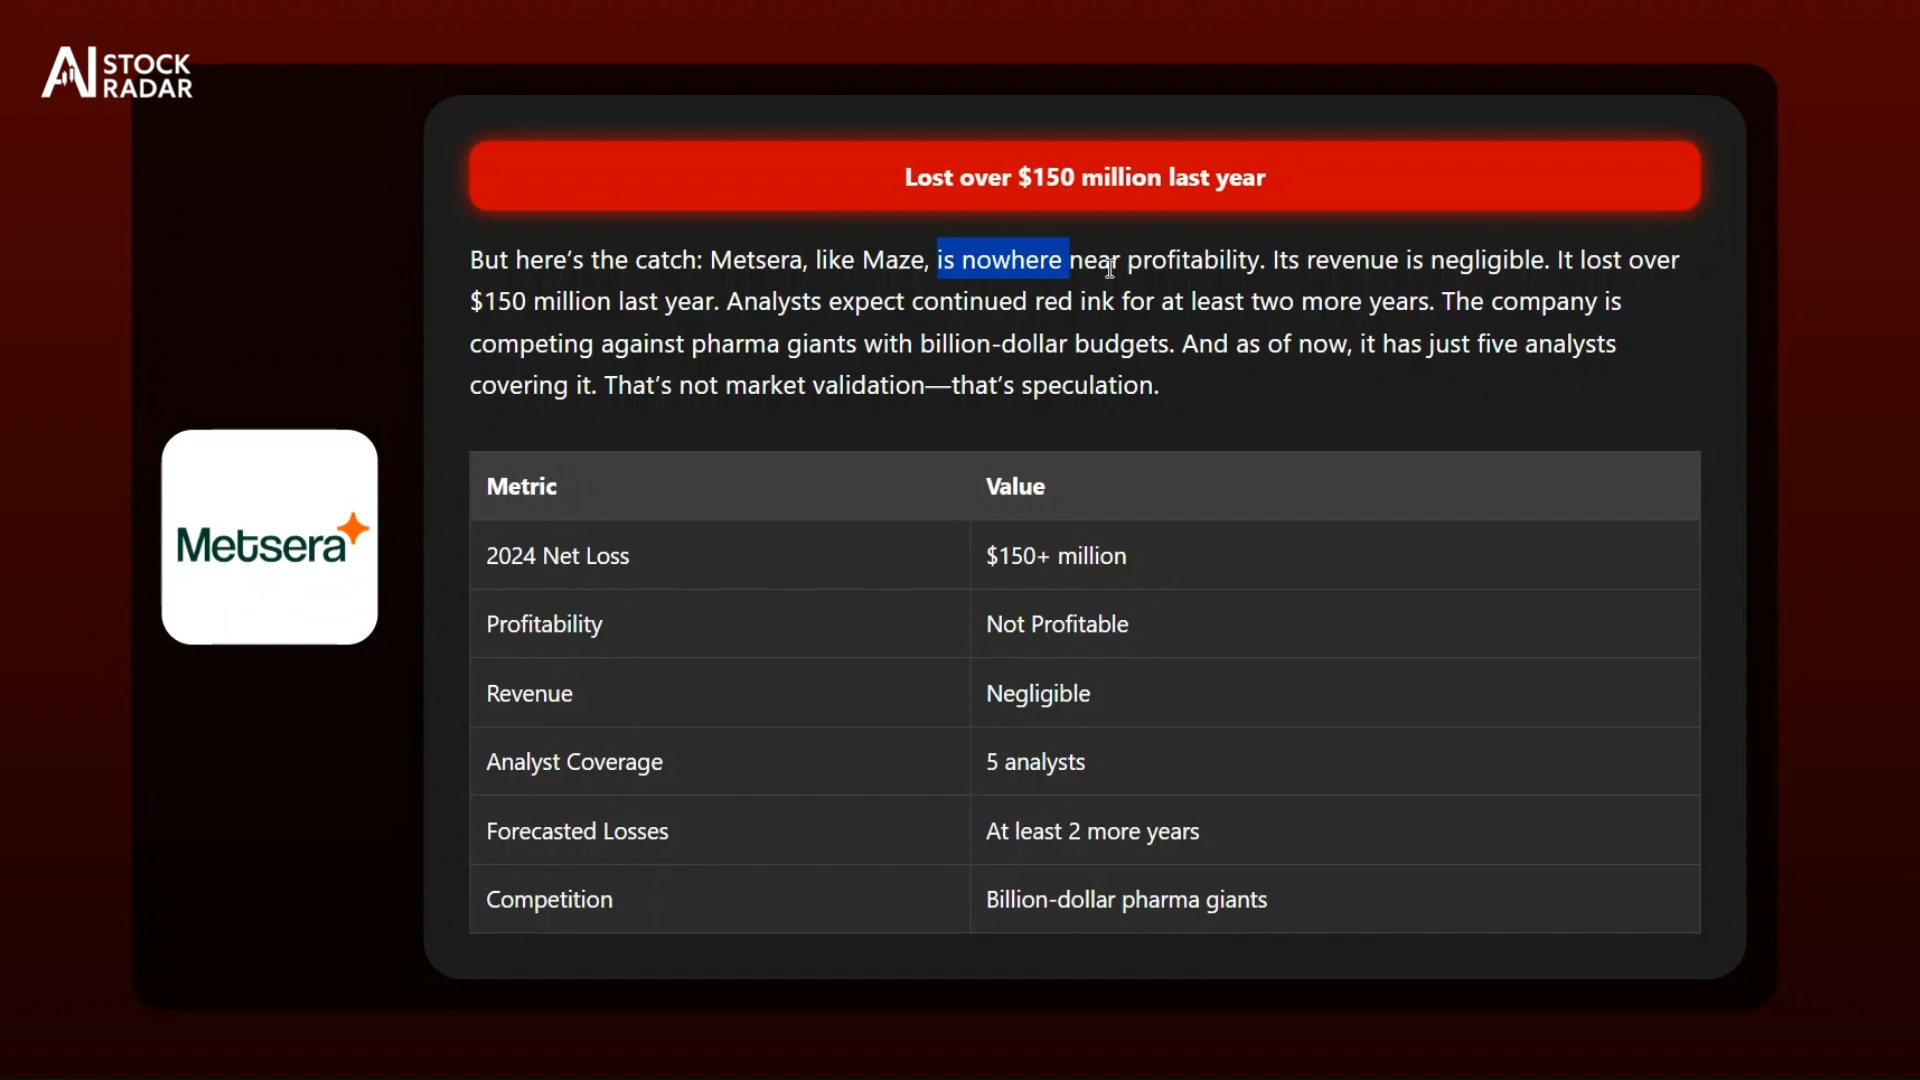 AI STOCK RADAR
Lost over $150 million last year
But here’s the catch: Metsera, like Maze, is nowhere near profitability. Its revenue is negligible. It lost over
$150 million last year. Analysts expect continued red ink for at least two more years. The company is
competing against pharma giants with billion-dollar budgets. And as of now, it has just five analysts
covering it. That’s not market validation—that’s speculation.
Metsera
Metric Value
2024 Net Loss $150+ million
Profitability Not Profitable
Revenue Negligible
Analyst Coverage 5 analysts
Forecasted Losses At least 2 more years
Competition Billion-dollar pharma giants